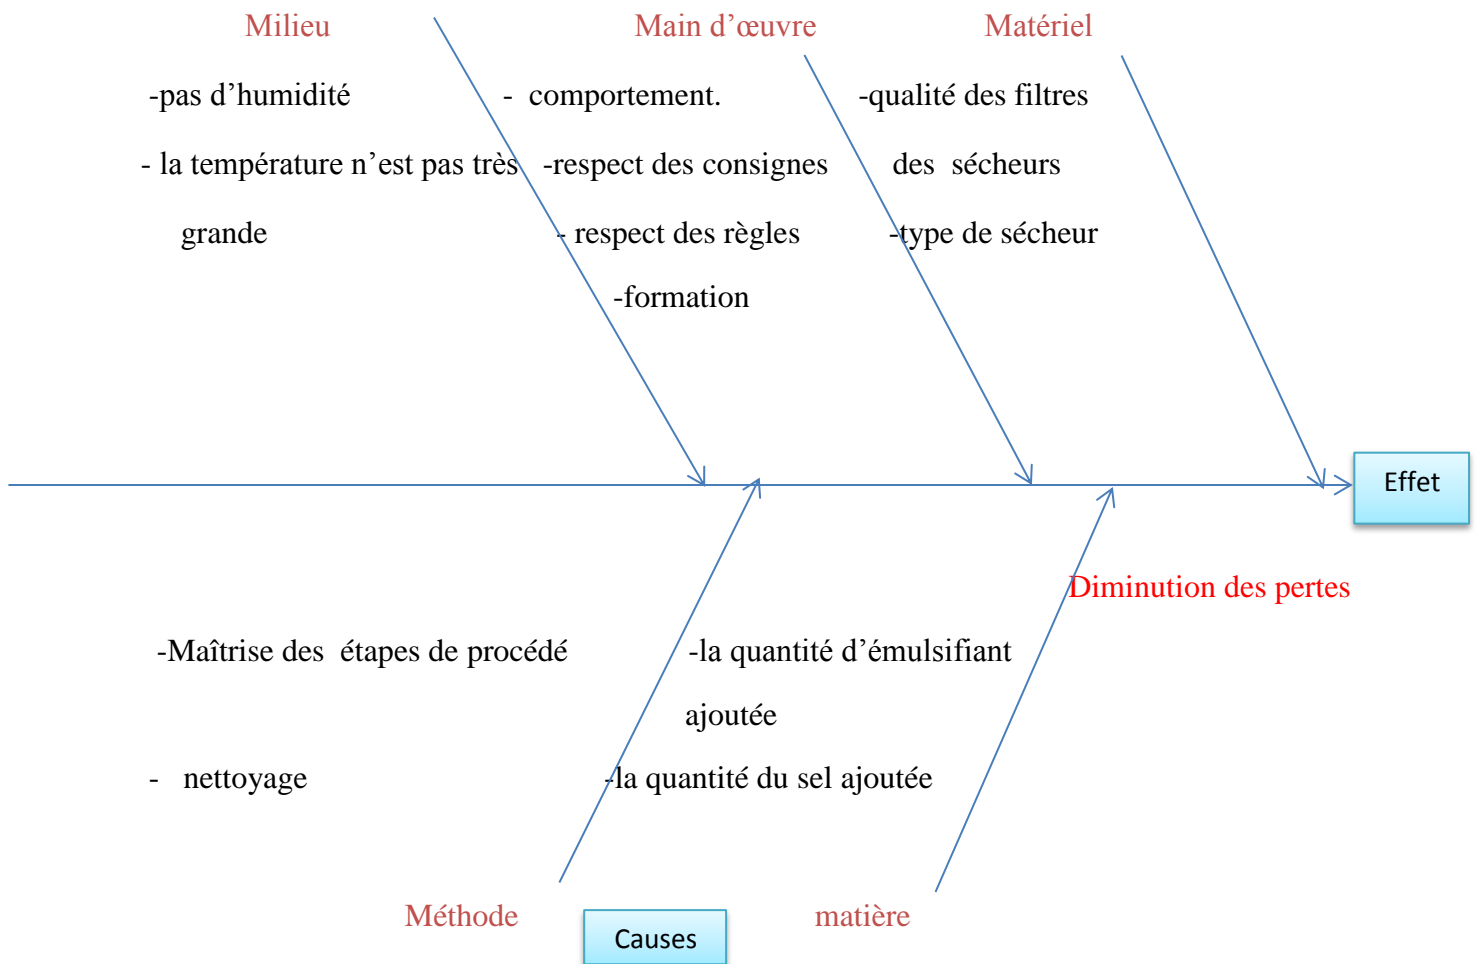 Milieu
Main d’œuvre
Matériel
-pas d’humidité
- comportement.
-qualité des filtres
- la température n’est pas très
-respect des consignes
des sécheurs
grande
- respect des règles
-type de sécheur
-formation
Effet
Diminution des pertes
-Maîtrise des étapes de procédé
-la quantité d’émulsifiant
ajoutée
- nettoyage
-la quantité du sel ajoutée
Méthode
matière
Causes